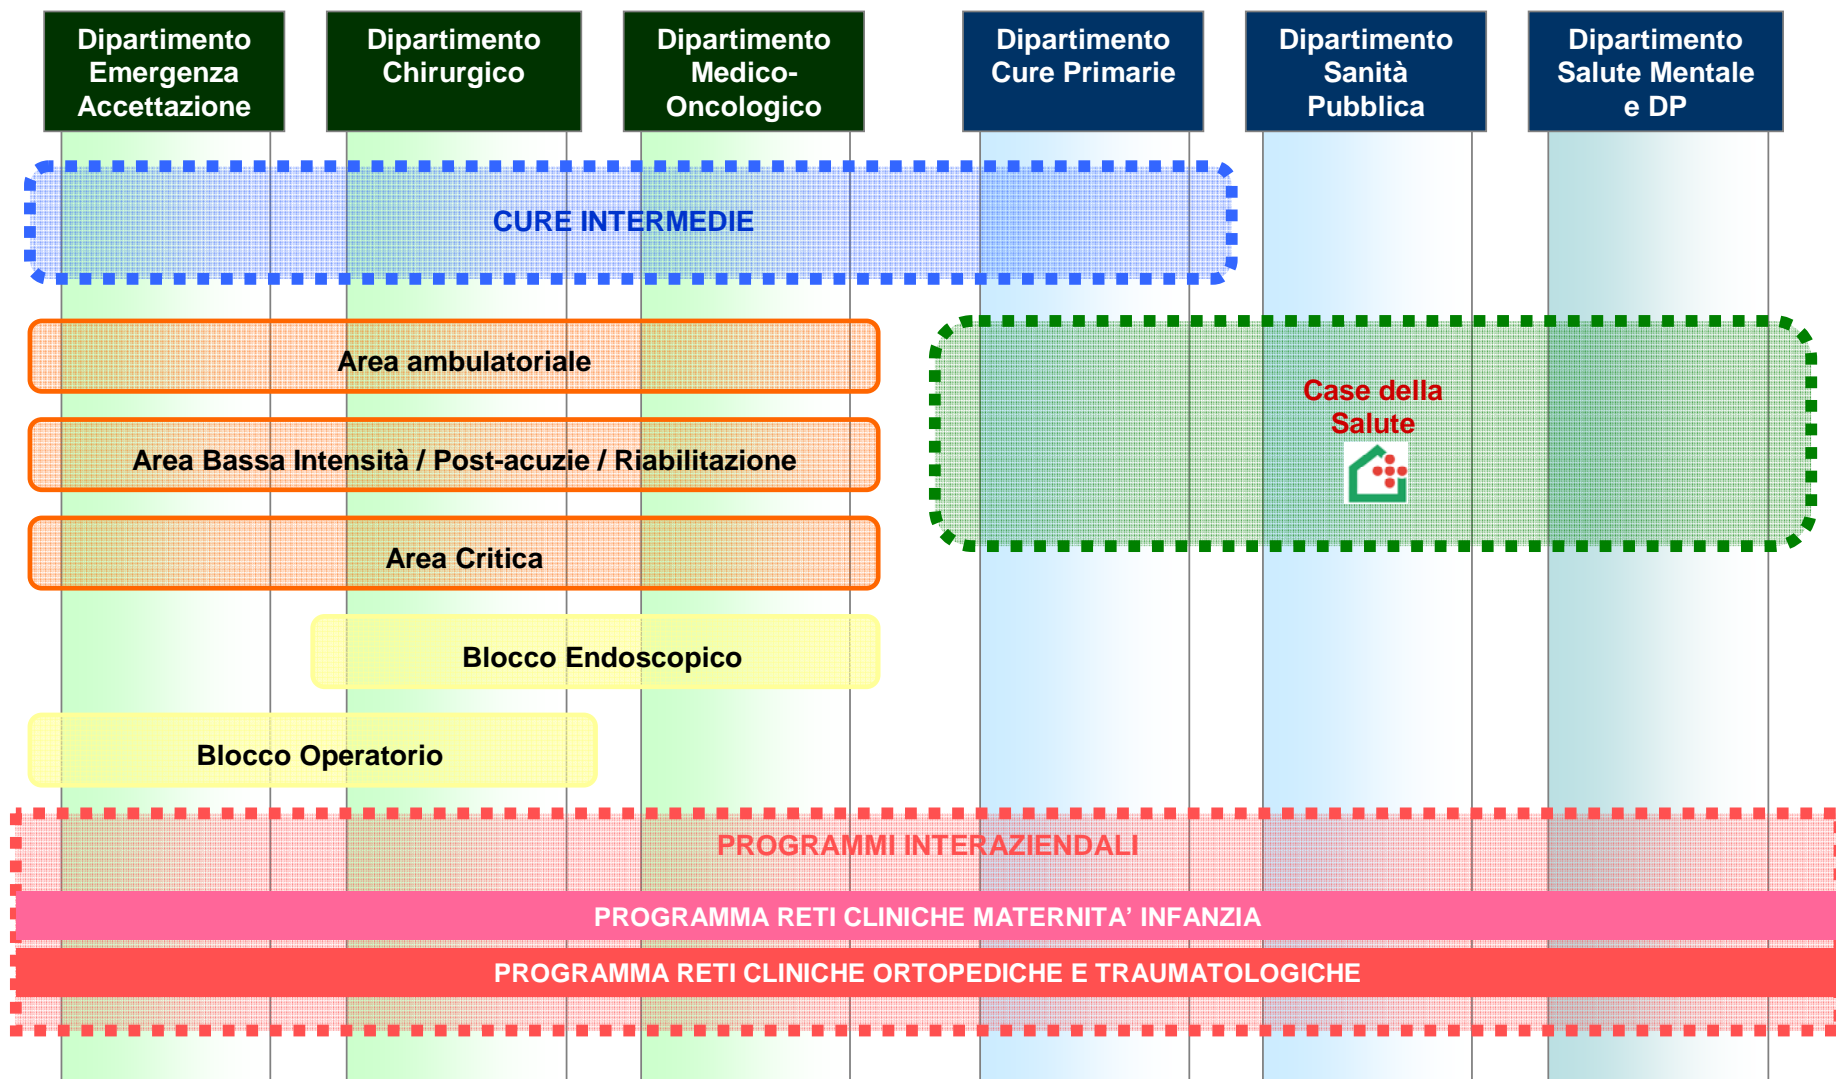 Dipartimento
Emergenza
Accettazione
Dipartimento
Chirurgico
Dipartimento
Medico-
Oncologico
Dipartimento
Cure Primarie
Dipartimento
Sanità
Pubblica
Dipartimento
Salute Mentale
e DP
CURE INTERMEDIE
Area ambulatoriale
Case della
Salute
Area Bassa Intensità / Post-acuzie / Riabilitazione
Area Critica
Blocco Endoscopico
Blocco Operatorio
PROGRAMMI INTERAZIENDALI
PROGRAMMA RETI CLINICHE MATERNITA’ INFANZIA
PROGRAMMA RETI CLINICHE ORTOPEDICHE E TRAUMATOLOGICHE